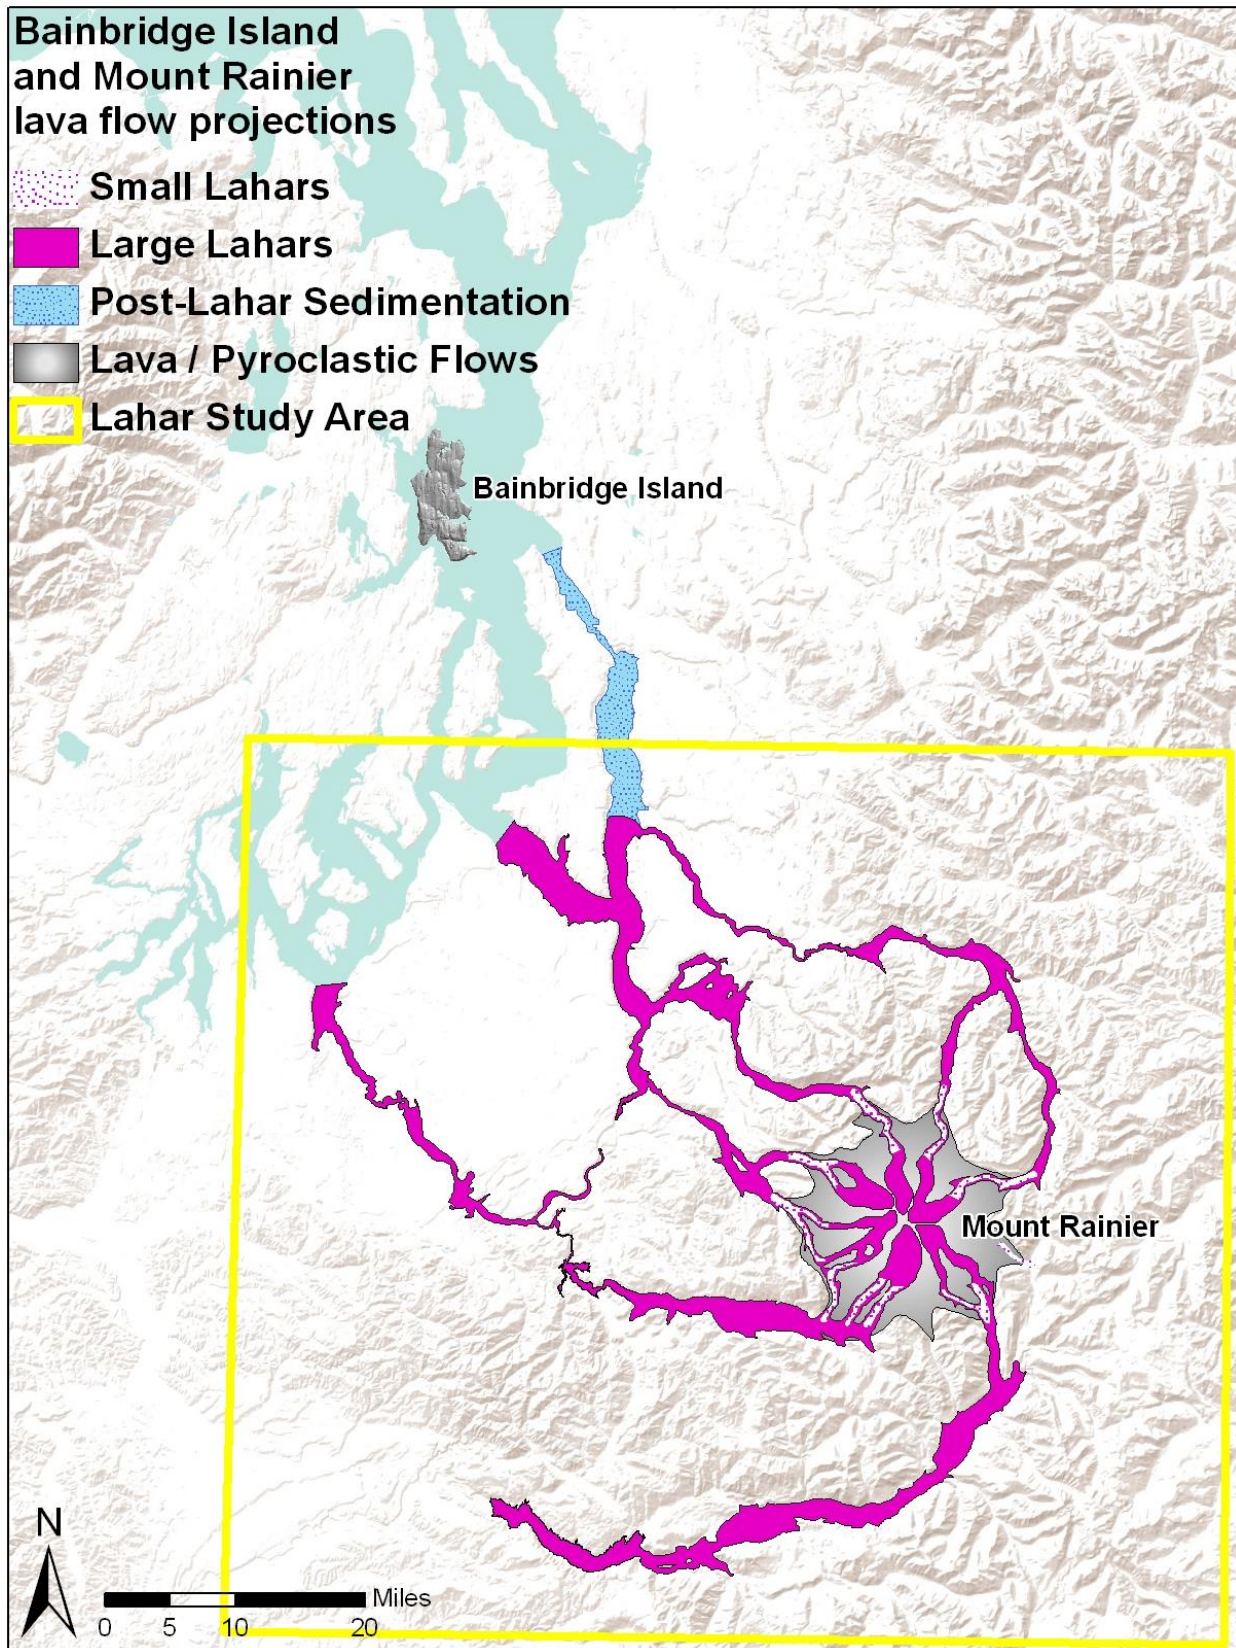 Bainbridge Island
and Mount Rainier
lava flow projections
Small Lahars
Large Lahars
Post-Lahar Sedimentation
Lava / Pyroclastic Flows
Lahar Study Area
Bainbridge Island
Mount Rainier
N
Miles
0 5 10 20